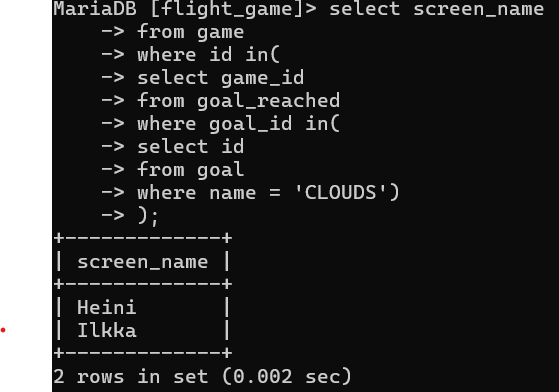 MariaDB [flight_game]> select screen_name
    -> from game
    -> where id in(
    -> select game_id
    -> from goal_reached
    -> where goal_id in(
    -> select id
    -> from goal
    -> where name = 'CLOUDS')
    -> );
+-------------+
| screen_name |
+-------------+
| Heini       |
| Ilkka       |
+-------------+
2 rows in set (0.002 sec)